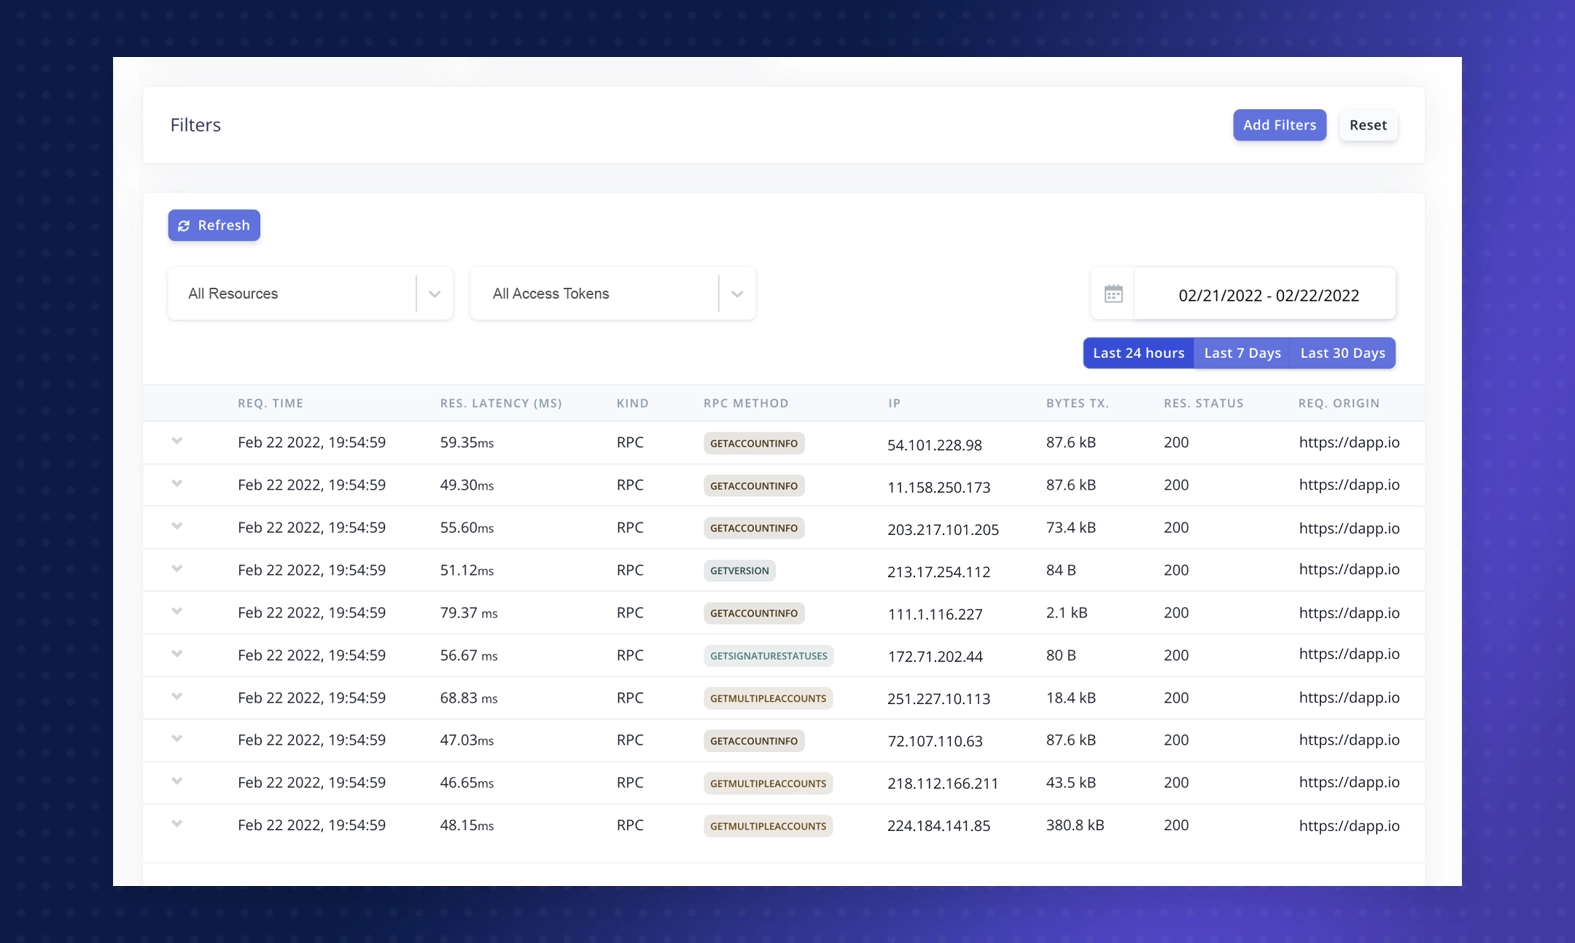 Filters
Add Filters Reset
Refresh
All Resources All Access Tokens 02/21/2022 - 02/22/2022
Last 24 hours Last 7 Days Last 30 Days
REQ. TIME RES. LATENCY (MS) KIND RPC METHOD IP BYTES TX. RES. STATUS REQ. ORIGIN
Feb 22 2022, 19:54:59 59.35ms RPC GETACCOUNTINFO 54.101.228.98 87.6 kB 200 https://dapp.io
Feb 22 2022, 19:54:59 49.30ms RPC GETACCOUNTINFO 11.158.250.173 87.6 kB 200 https://dapp.io
Feb 22 2022, 19:54:59 55.60ms RPC GETACCOUNTINFO 203.217.101.205 73.4 kB 200 https://dapp.io
Feb 22 2022, 19:54:59 51.12ms RPC GETVERSION 213.17.254.112 84 B 200 https://dapp.io
Feb 22 2022, 19:54:59 79.37 ms RPC GETACCOUNTINFO 111.1.116.227 2.1 kB 200 https://dapp.io
Feb 22 2022, 19:54:59 56.67 ms RPC GETSIGNATURESTATUSES 172.71.202.44 80 B 200 https://dapp.io
Feb 22 2022, 19:54:59 68.83 ms RPC GETMULTIPLEACCOUNTS 251.227.10.113 18.4 kB 200 https://dapp.io
Feb 22 2022, 19:54:59 47.03ms RPC GETACCOUNTINFO 72.107.110.63 87.6 kB 200 https://dapp.io
Feb 22 2022, 19:54:59 46.65ms RPC GETMULTIPLEACCOUNTS 218.112.166.211 43.5 kB 200 https://dapp.io
Feb 22 2022, 19:54:59 48.15ms RPC GETMULTIPLEACCOUNTS 224.184.141.85 380.8 kB 200 https://dapp.io